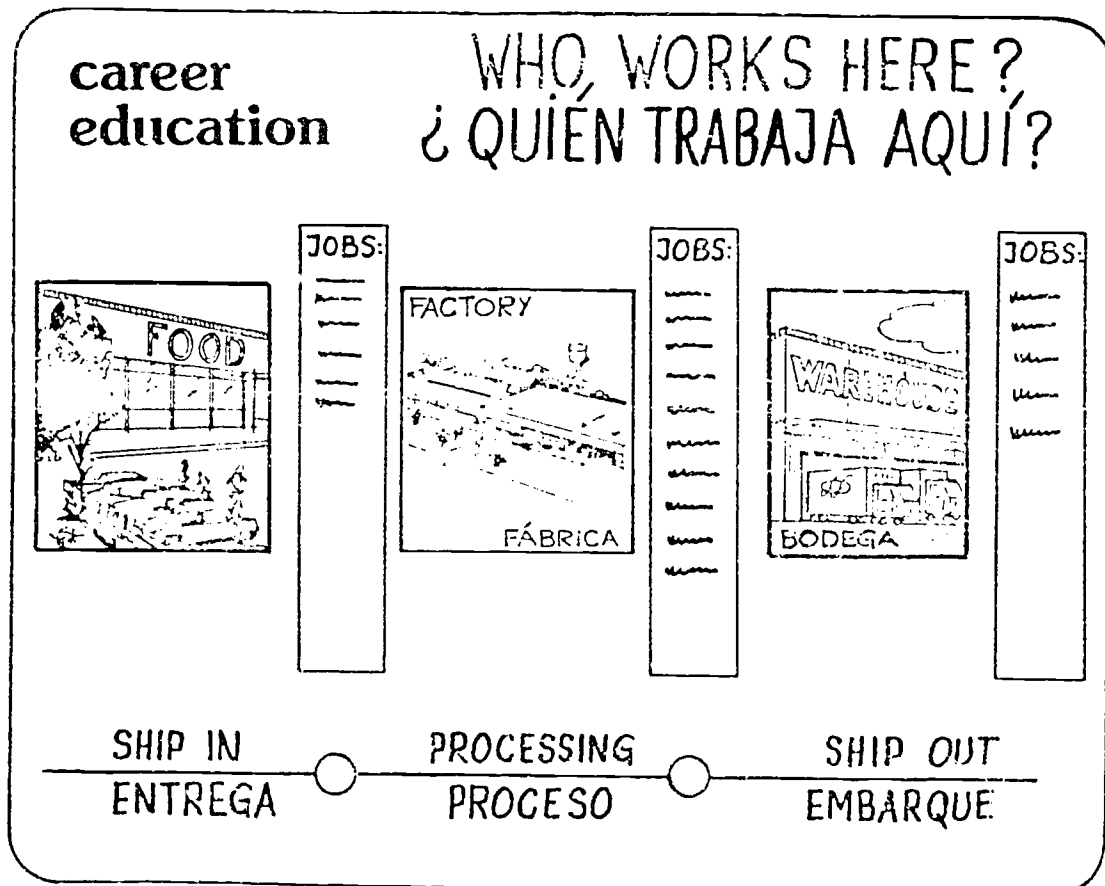 career
education
WHO WORKS HERE?
¿QUIÉN TRABAJA AQUÍ?
JOBS:
FOOD
JOBS:
FACTORY
FÁBRICA
JOBS:
WAREHOUSE
BODEGA
SHIP IN
ENTREGA
PROCESSING
PROCESO
SHIP OUT
EMBARQUE